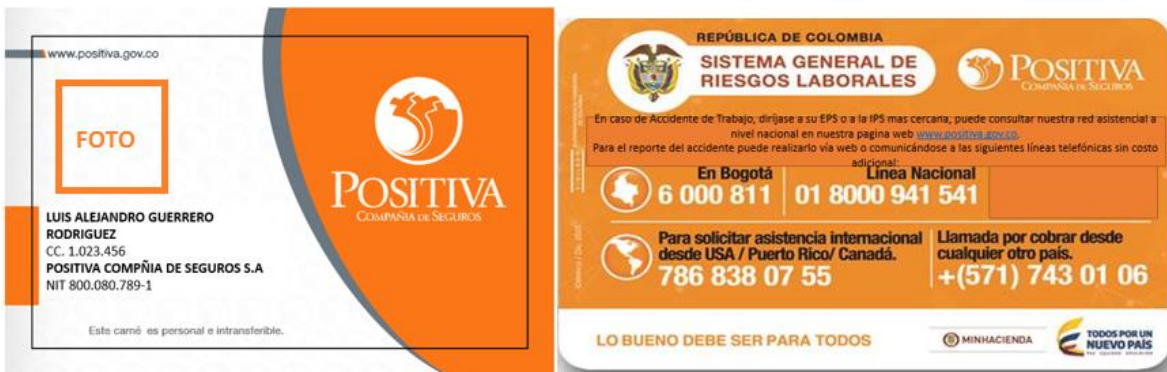 www.positiva.gov.co
FOTO
POSITIVA
COMPAÑIA DE SEGUROS
LUIS ALEJANDRO GUERRERO
RODRIGUEZ
CC. 1.023.456
POSITIVA COMPÑIA DE SEGUROS S.A
NIT 800.080.789-1
Este carné es personal e intransferible.
REPÚBLICA DE COLOMBIA
SISTEMA GENERAL DE
RIESGOS LABORALES
POSITIVA
COMPAÑIA DE SEGUROS
En caso de Accidente de Trabajo, diríjase a su EPS o a la IPS mas cercana, puede consultar nuestra red asistencial a
nivel nacional en nuestra pagina web www.positiva.gov.co.
Para el reporte del accidente puede realizarlo vía web o comunicándose a las siguientes líneas telefónicas sin costo
adicional:
En Bogotá
6 000 811
Línea Nacional
01 8000 941 541
Para solicitar asistencia internacional
desde USA / Puerto Rico/ Canadá.
786 838 07 55
Llamada por cobrar desde
cualquier otro país.
+(571) 743 01 06
LO BUENO DEBE SER PARA TODOS
MINHACIENDA
TODOS POR UN
NUEVO PAÍS
PAZ EQUIDAD EDUCACIÓN